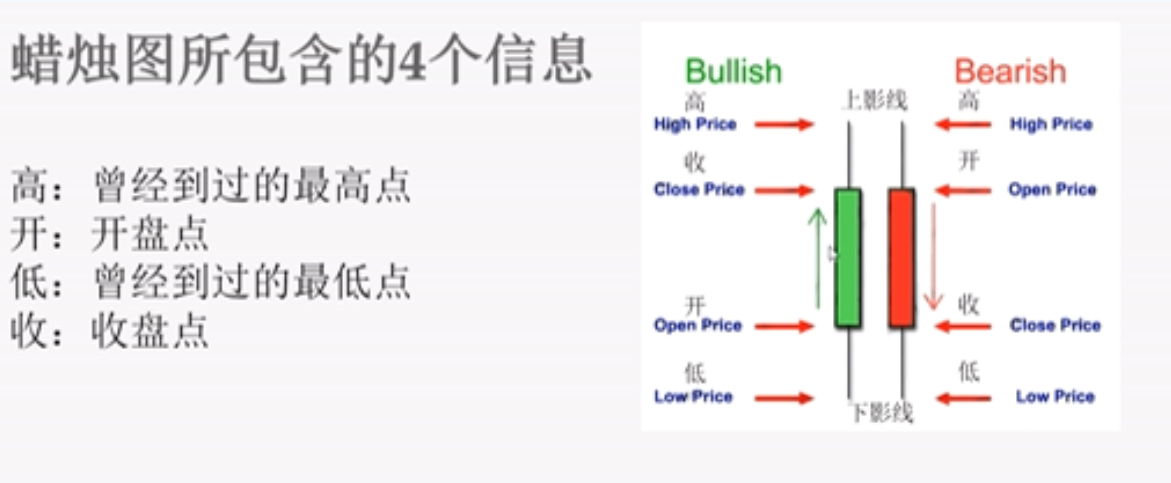 蜡烛图所包含的4个信息
高：曾经到过的最高点
开：开盘点
低：曾经到过的最低点
收：收盘点
Bullish
Bearish
高
上影线
高
High Price
High Price
收
开
Close Price
Open Price
开
收
Open Price
Close Price
低
低
Low Price
Low Price
下影线